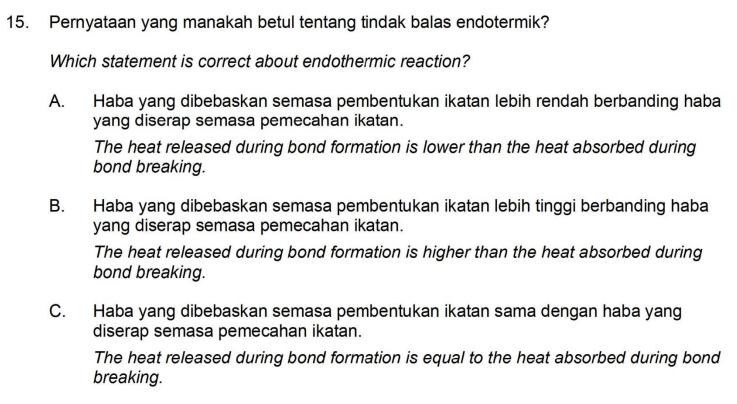 15. Pernyataan yang manakah betul tentang tindak balas endotermik?
Which statement is correct about endothermic reaction?
A. Haba yang dibebaskan semasa pembentukan ikatan lebih rendah berbanding haba
yang diserap semasa pemecahan ikatan.
The heat released during bond formation is lower than the heat absorbed during
bond breaking.
B. Haba yang dibebaskan semasa pembentukan ikatan lebih tinggi berbanding haba
yang diserap semasa pemecahan ikatan.
The heat released during bond formation is higher than the heat absorbed during
bond breaking.
C. Haba yang dibebaskan semasa pembentukan ikatan sama dengan haba yang
diserap semasa pemecahan ikatan.
The heat released during bond formation is equal to the heat absorbed during bond
breaking.